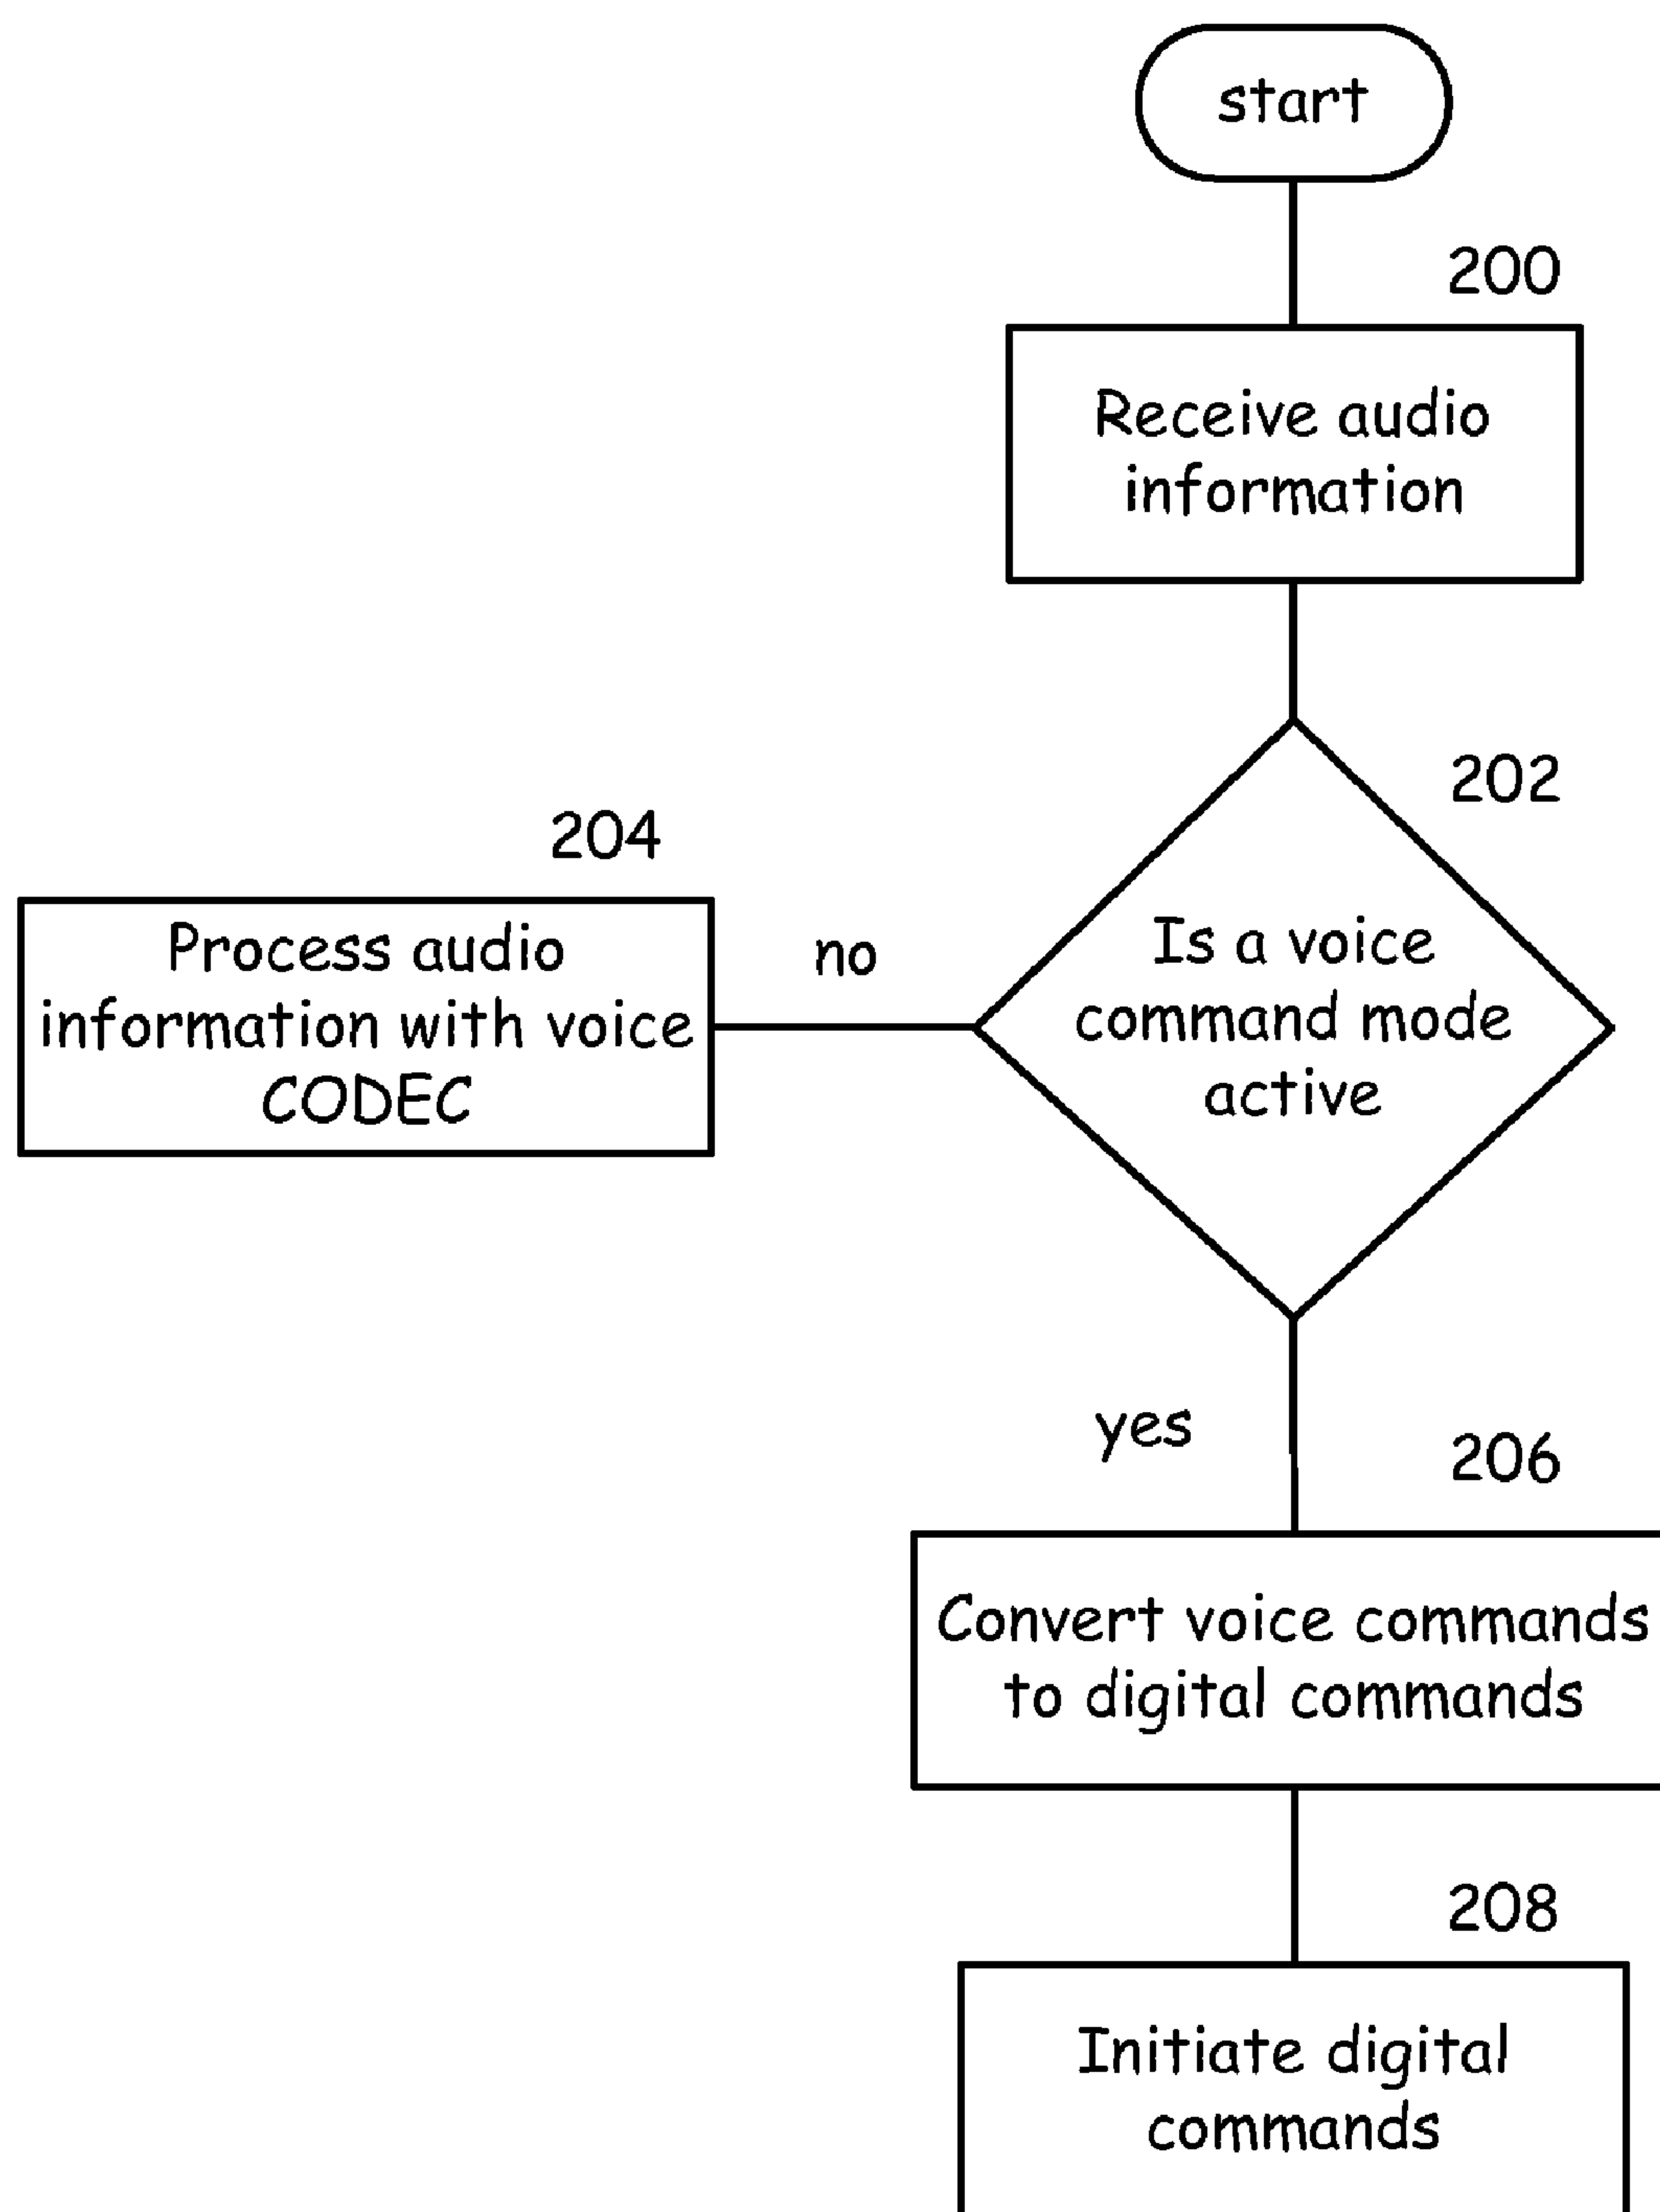 start
200
Receive audio
information
202
Is a voice
command mode
active
no
204
Process audio
information with voice
CODEC
yes
206
Convert voice commands
to digital commands
208
Initiate digital
commands